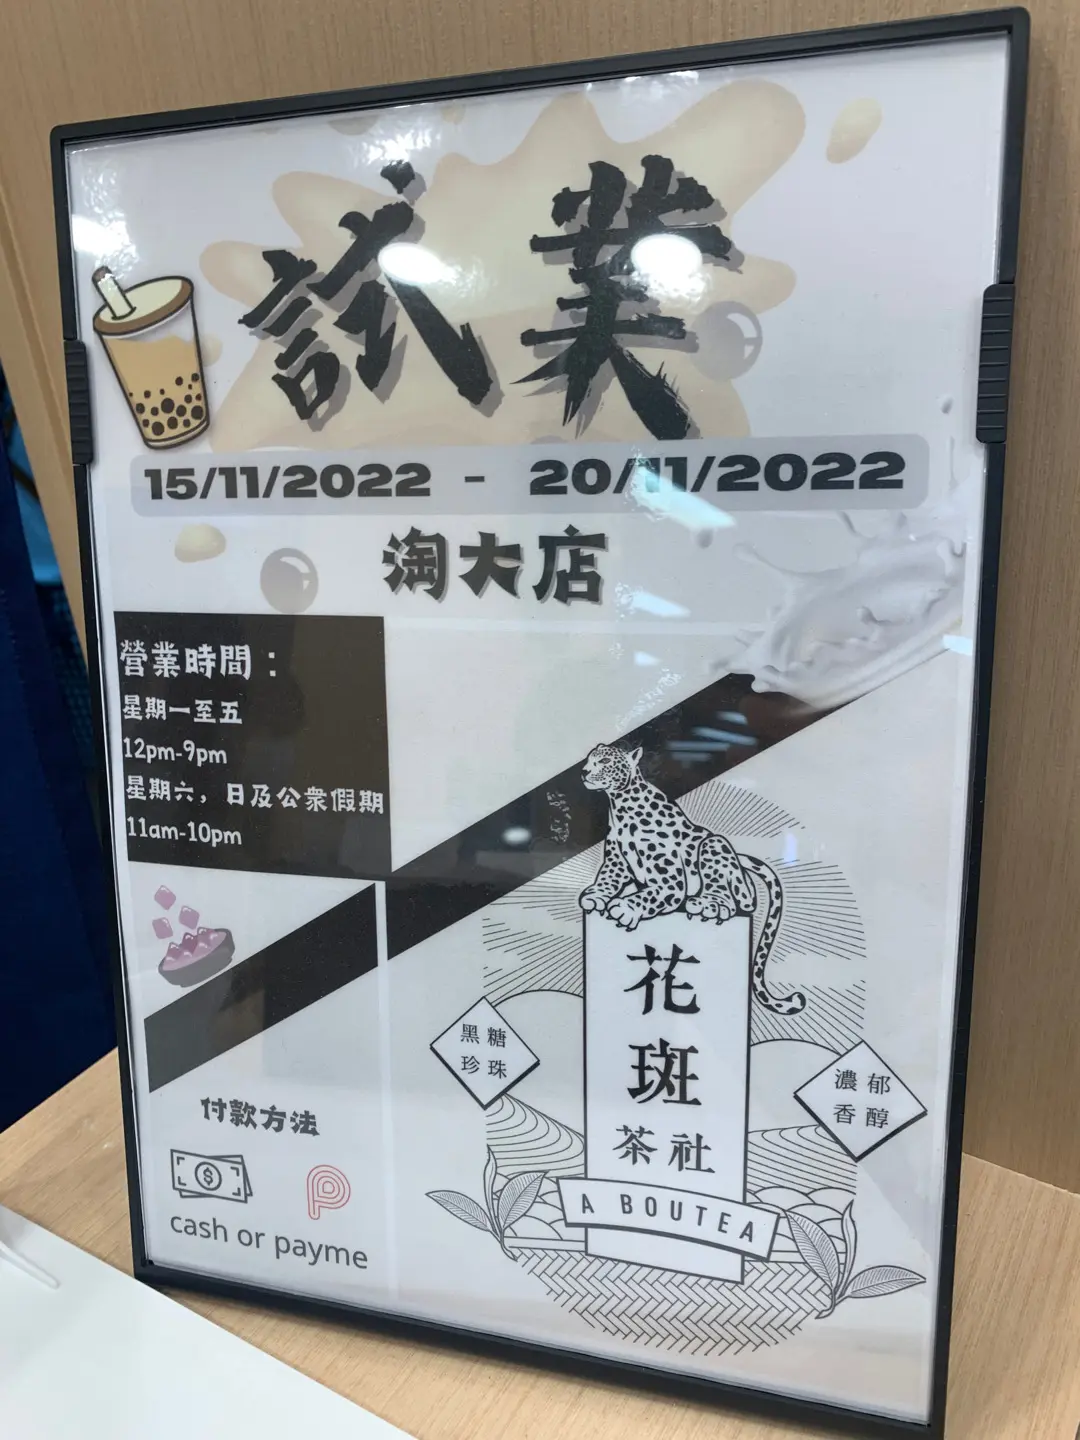 試業
15/11/2022 - 20/11/2022
淘大店
營業時間：
星期一至五
12pm-9pm
星期六，日及公衆假期
11am-10pm
付款方法
cash or payme
花
斑
茶社
A BOUTEA
黑糖
珍珠
濃郁
香醇